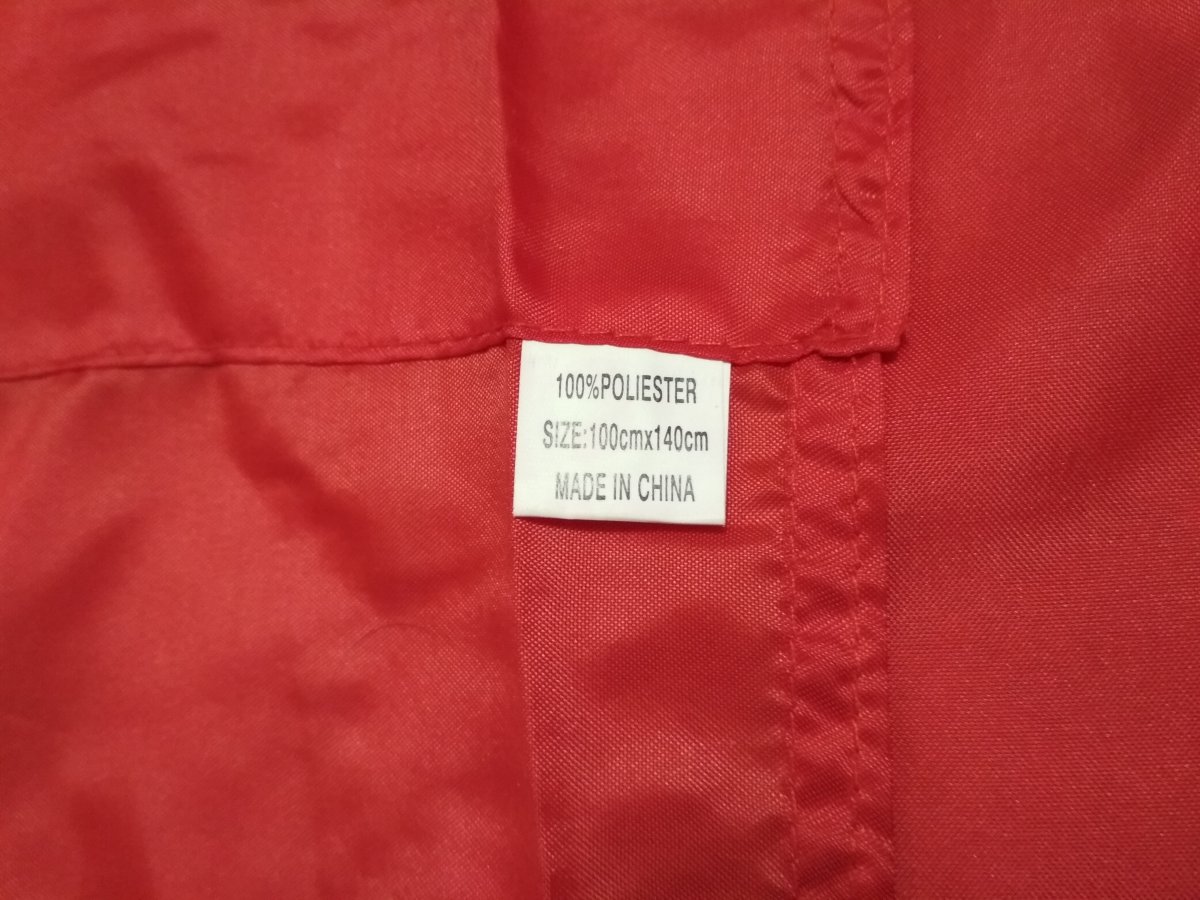 100%POLIESTER
SIZE:100cmx140cm
MADE IN CHINA